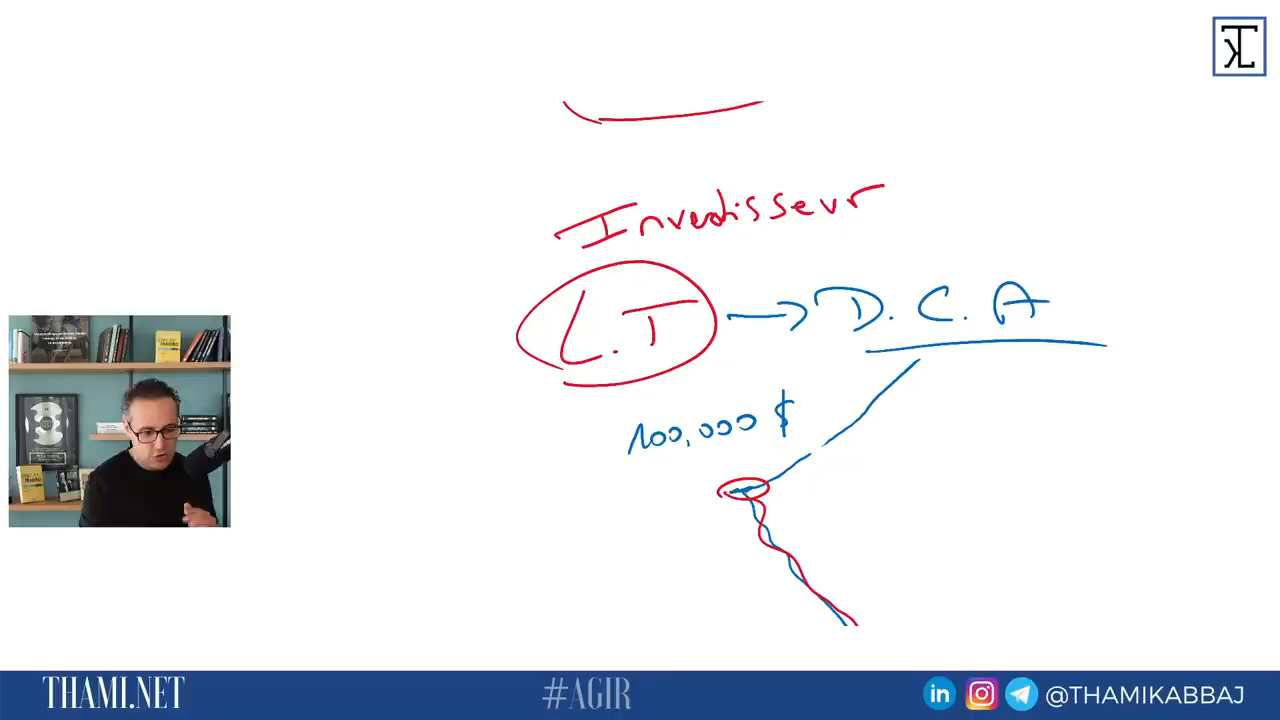 Investisseur
L.T → D.C.A
100,000 $
THAMI.NET
#AGIR
@THAMIKABBAJ